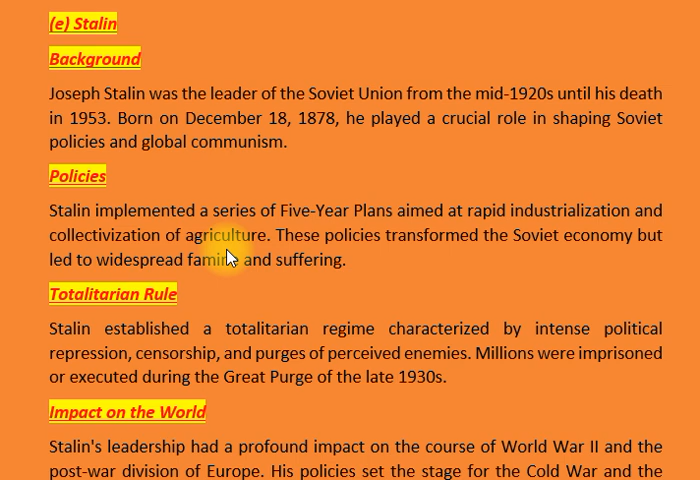 (e) Stalin
Background
Joseph Stalin was the leader of the Soviet Union from the mid-1920s until his death
in 1953. Born on December 18, 1878, he played a crucial role in shaping Soviet
policies and global communism.
Policies
Stalin implemented a series of Five-Year Plans aimed at rapid industrialization and
collectivization of agriculture. These policies transformed the Soviet economy but
led to widespread famine and suffering.
Totalitarian Rule
Stalin established a totalitarian regime characterized by intense political
repression, censorship, and purges of perceived enemies. Millions were imprisoned
or executed during the Great Purge of the late 1930s.
Impact on the World
Stalin's leadership had a profound impact on the course of World War II and the
post-war division of Europe. His policies set the stage for the Cold War and the